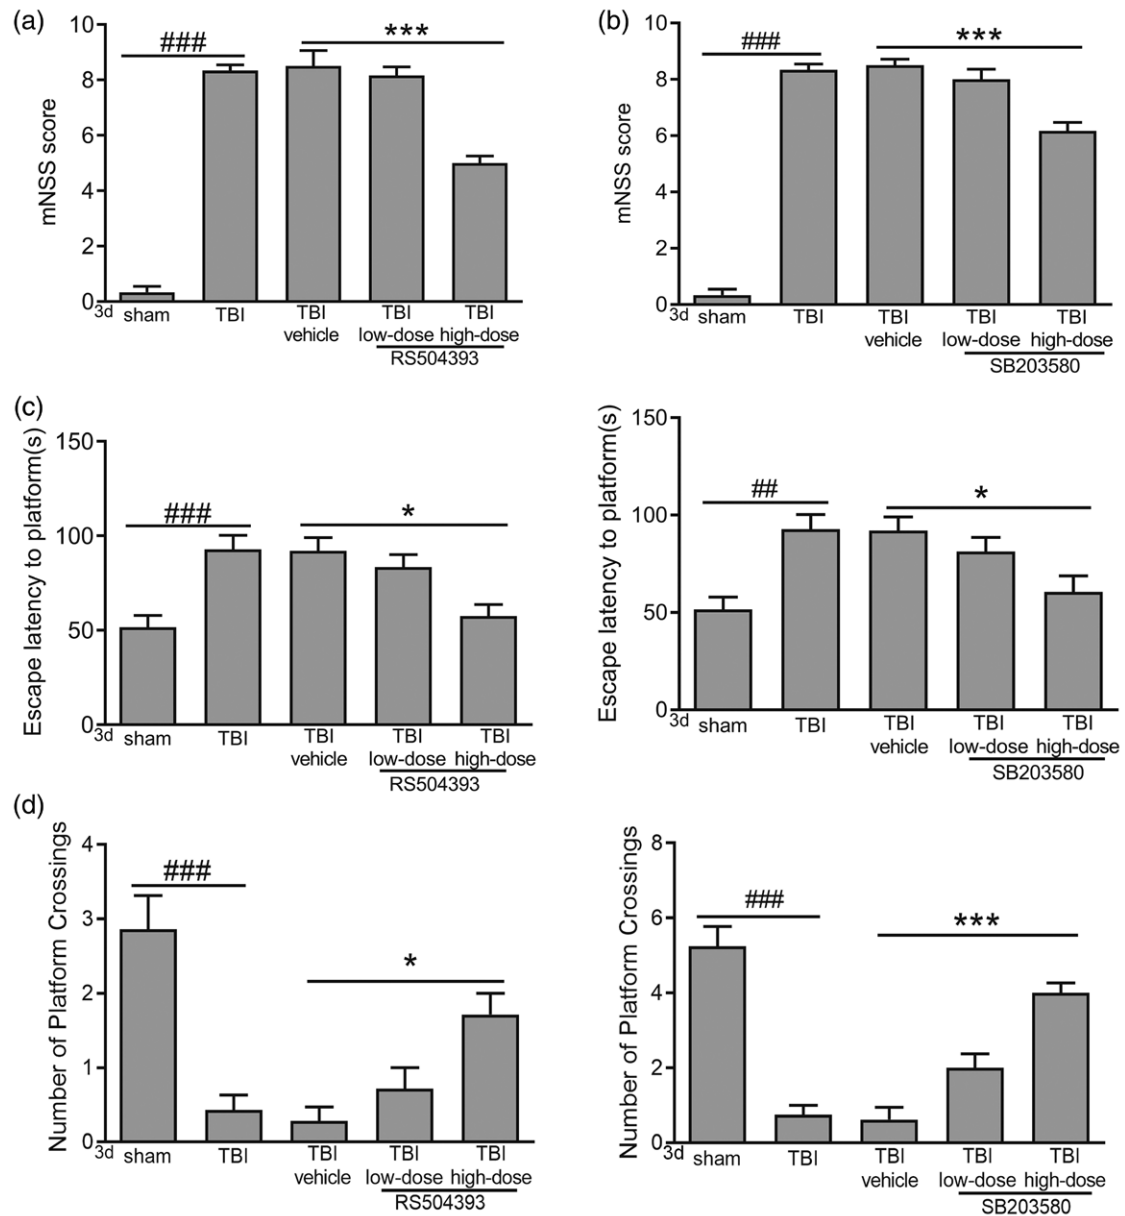 (a)
mNSS score
10
8
6
4
2
0
###
***
3d
sham
TBI
TBI
vehicle
TBI
low-dose
TBI
high-dose
RS504393
(b)
mNSS score
10
8
6
4
2
0
###
***
3d
sham
TBI
TBI
vehicle
TBI
low-dose
TBI
high-dose
SB203580
(c)
Escape latency to platform(s)
150
100
50
0
###
*
3d
sham
TBI
TBI
vehicle
TBI
low-dose
TBI
high-dose
RS504393
Escape latency to platform(s)
150
100
50
0
##
*
3d
sham
TBI
TBI
vehicle
TBI
low-dose
TBI
high-dose
SB203580
(d)
Number of Platform Crossings
4
3
2
1
0
###
*
3d
sham
TBI
TBI
vehicle
TBI
low-dose
TBI
high-dose
RS504393
Number of Platform Crossings
8
6
4
2
0
###
***
3d
sham
TBI
TBI
vehicle
TBI
low-dose
TBI
high-dose
SB203580